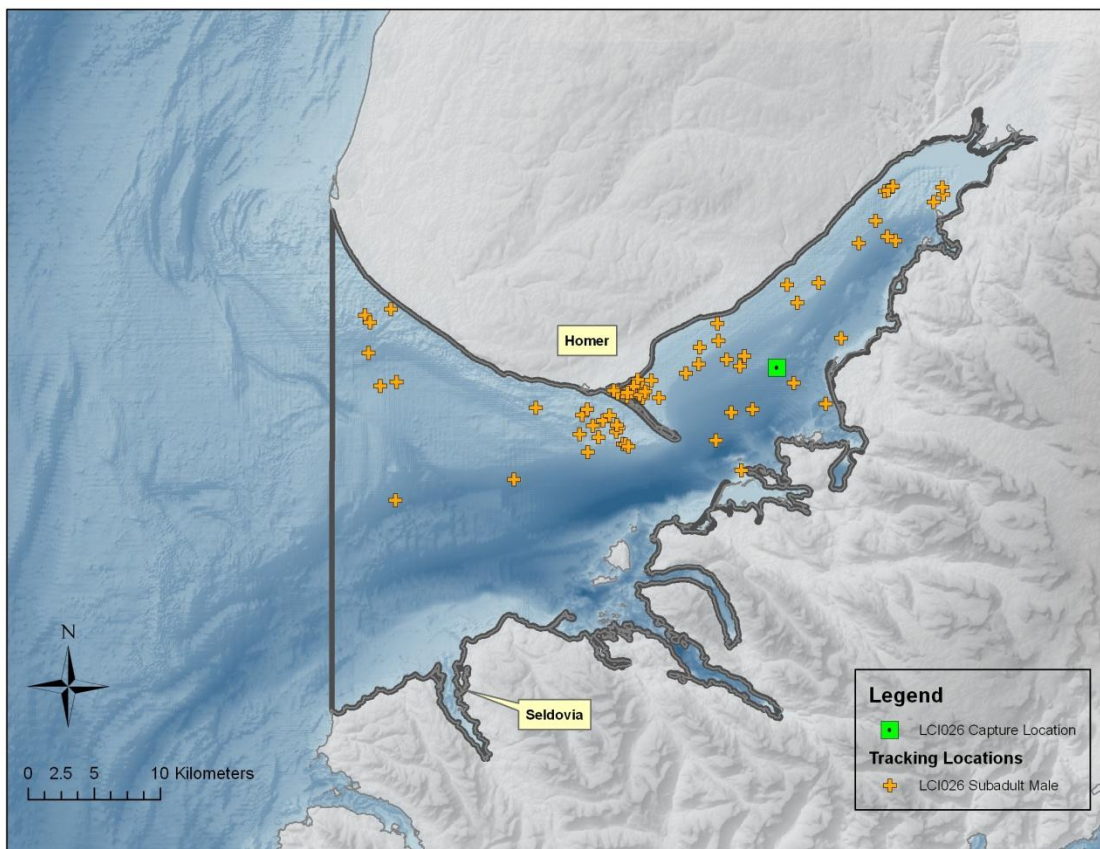 Homer
N
Seldovia
0 2.5 5 10 Kilometers
Legend
LCI026 Capture Location
Tracking Locations
LCI026 Subadult Male